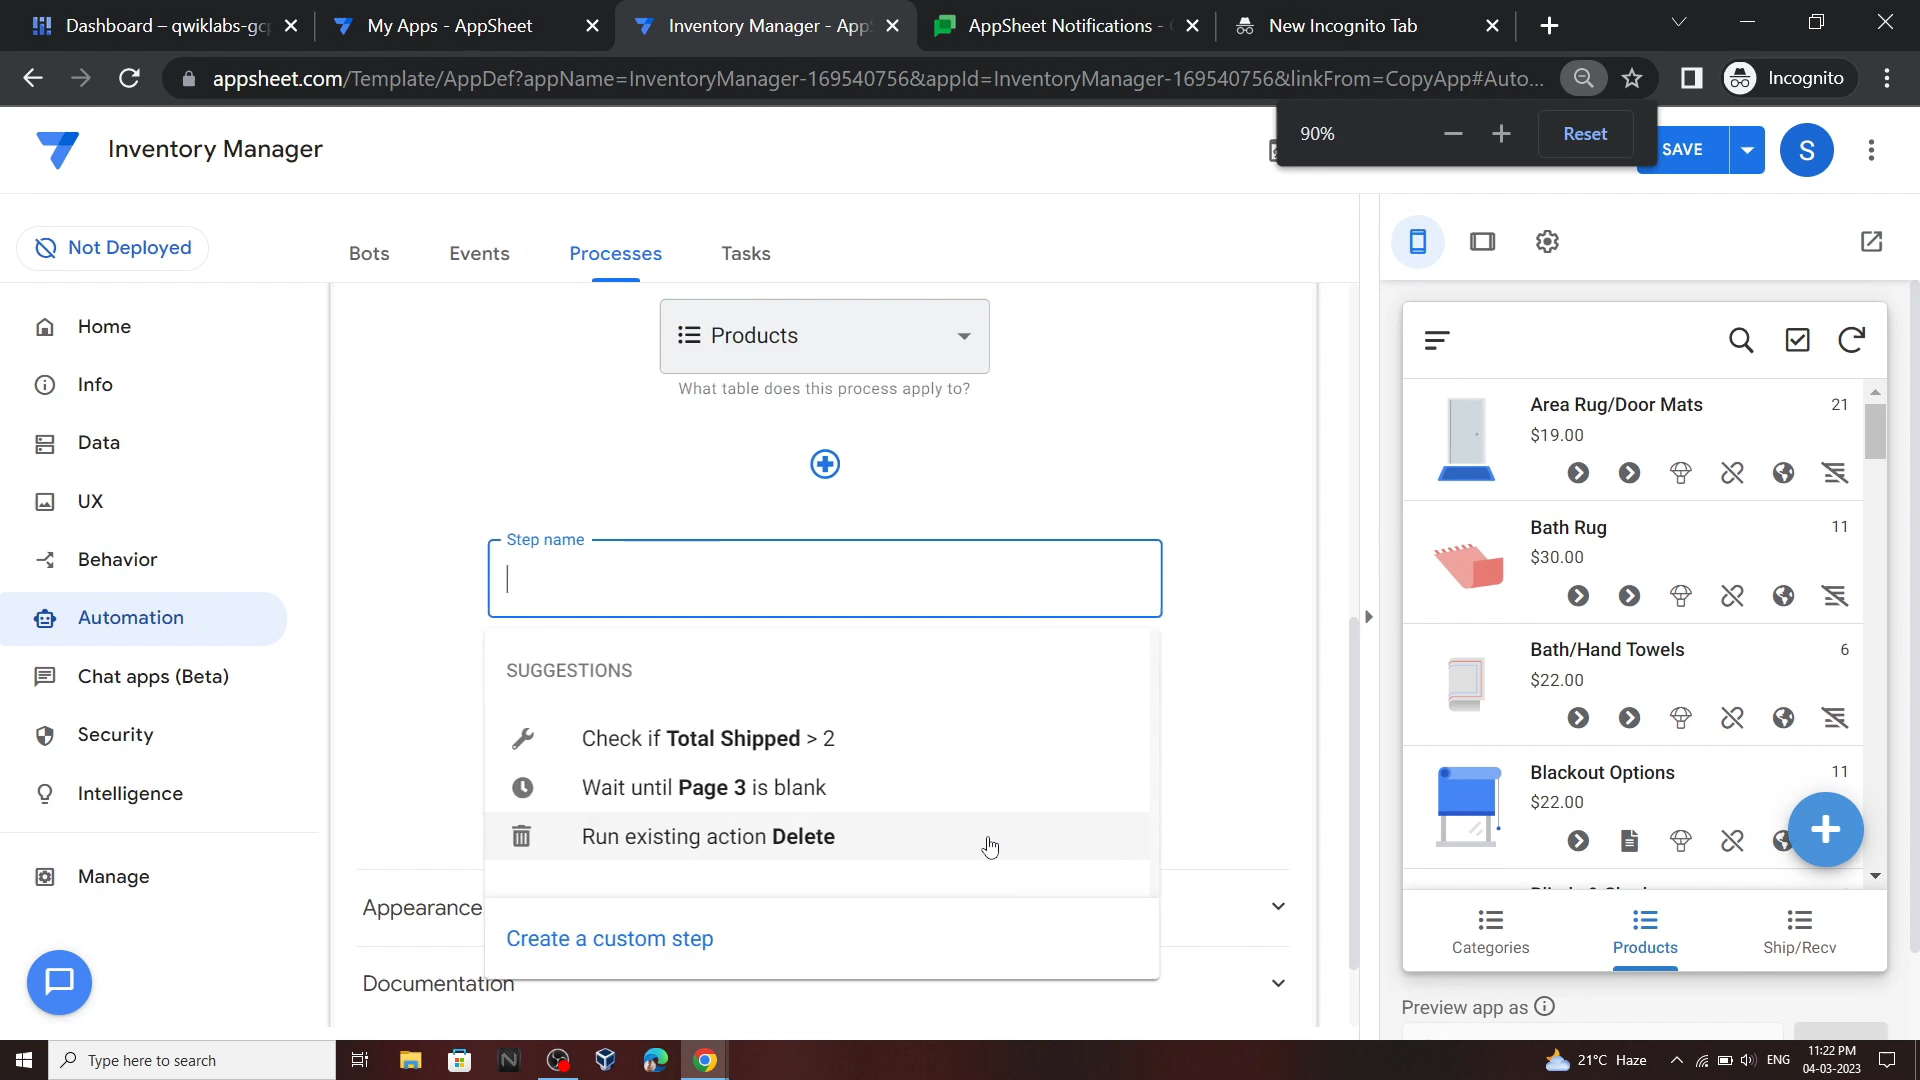 Dashboard – qwiklabs-gcp
My Apps - AppSheet
Inventory Manager - App
AppSheet Notifications -
New Incognito Tab
appsheet.com/Template/AppDef?appName=InventoryManager-169540756&appId=InventoryManager-169540756&linkFrom=CopyApp#Auto...
Incognito
90%
Reset
Inventory Manager
SAVE
S
Not Deployed
Bots
Events
Processes
Tasks
Home
Info
Data
UX
Behavior
Automation
Chat apps (Beta)
Security
Intelligence
Manage
Products
What table does this process apply to?
Step name
SUGGESTIONS
Check if Total Shipped > 2
Wait until Page 3 is blank
Run existing action Delete
Create a custom step
Appearance
Documentation
Area Rug/Door Mats
21
$19.00
Bath Rug
11
$30.00
Bath/Hand Towels
6
$22.00
Blackout Options
11
$22.00
Categories
Products
Ship/Recv
Preview app as
Type here to search
21°C Haze
ENG
11:22 PM
04-03-2023